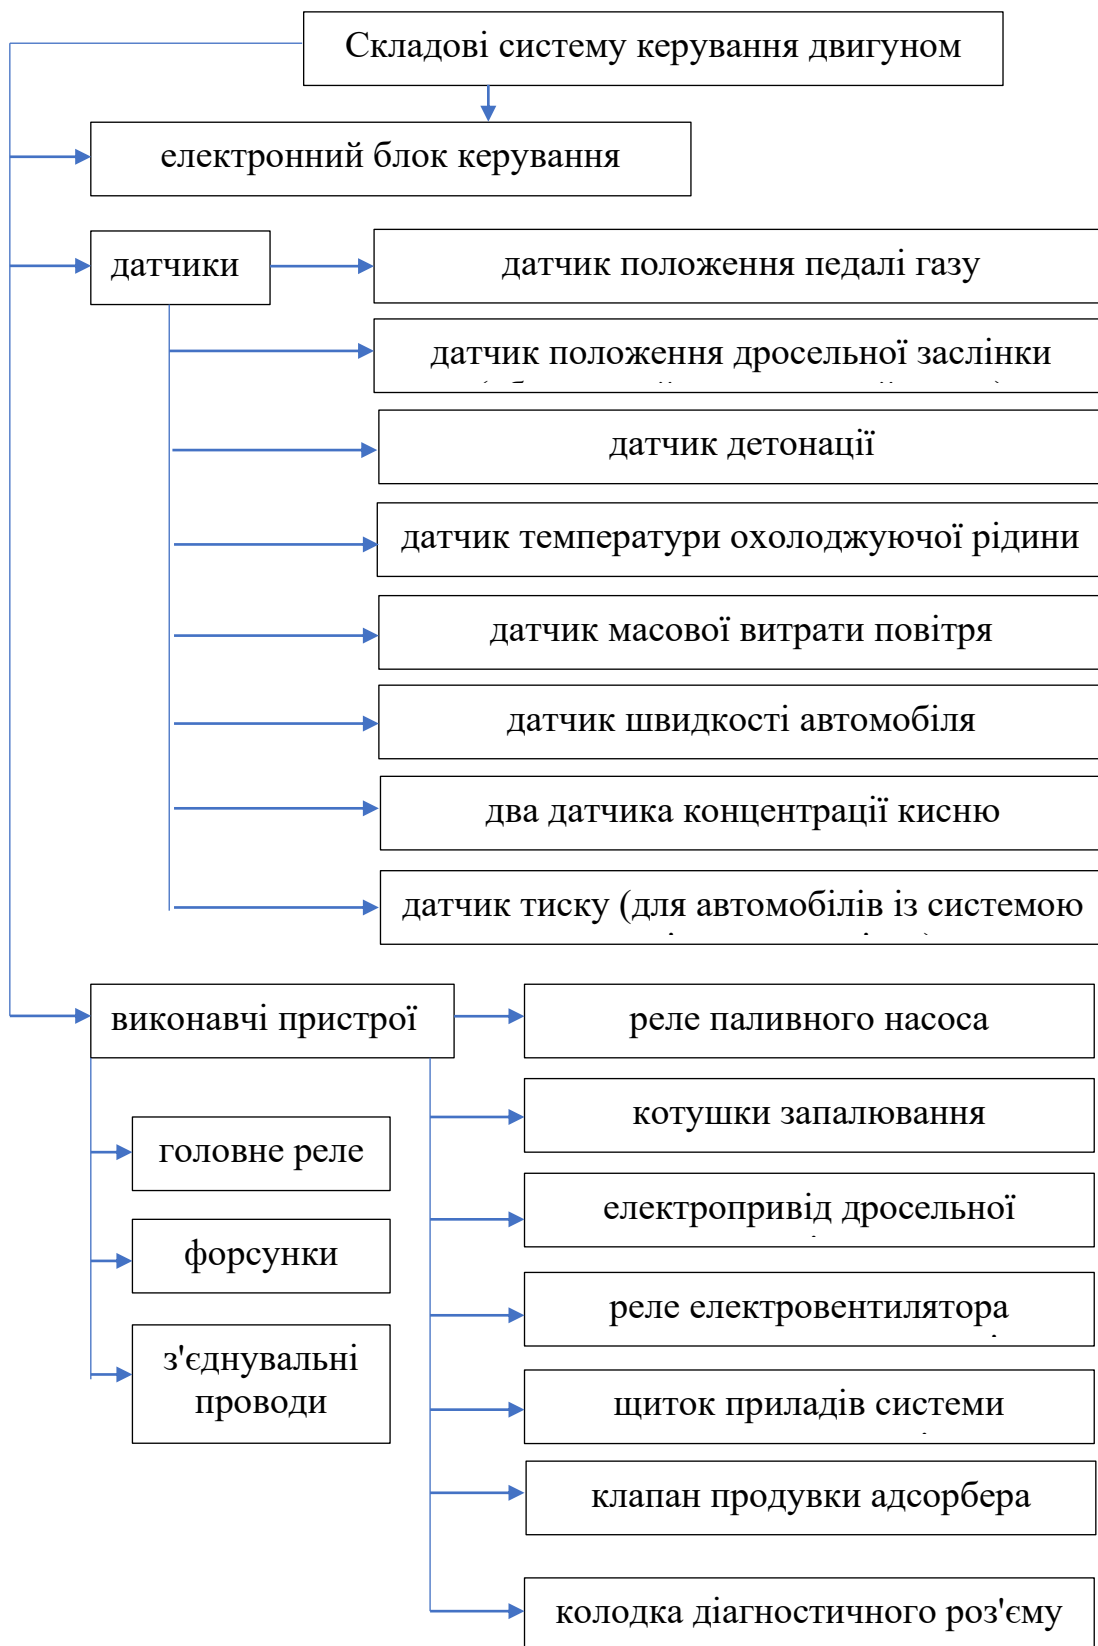 Складові систему керування двигуном
електронний блок керування
датчики
датчик положення педалі газу
датчик положення дросельної заслінки
датчик детонації
датчик температури охолоджуючої рідини
датчик масової витрати повітря
датчик швидкості автомобіля
два датчика концентрації кисню
датчик тиску (для автомобілів із системою
виконавчі пристрої
реле паливного насоса
котушки запалювання
головне реле
електропривід дросельної
форсунки
реле електровентилятора
з'єднувальні
проводи
щиток приладів системи
клапан продувки адсорбера
колодка діагностичного роз'єму